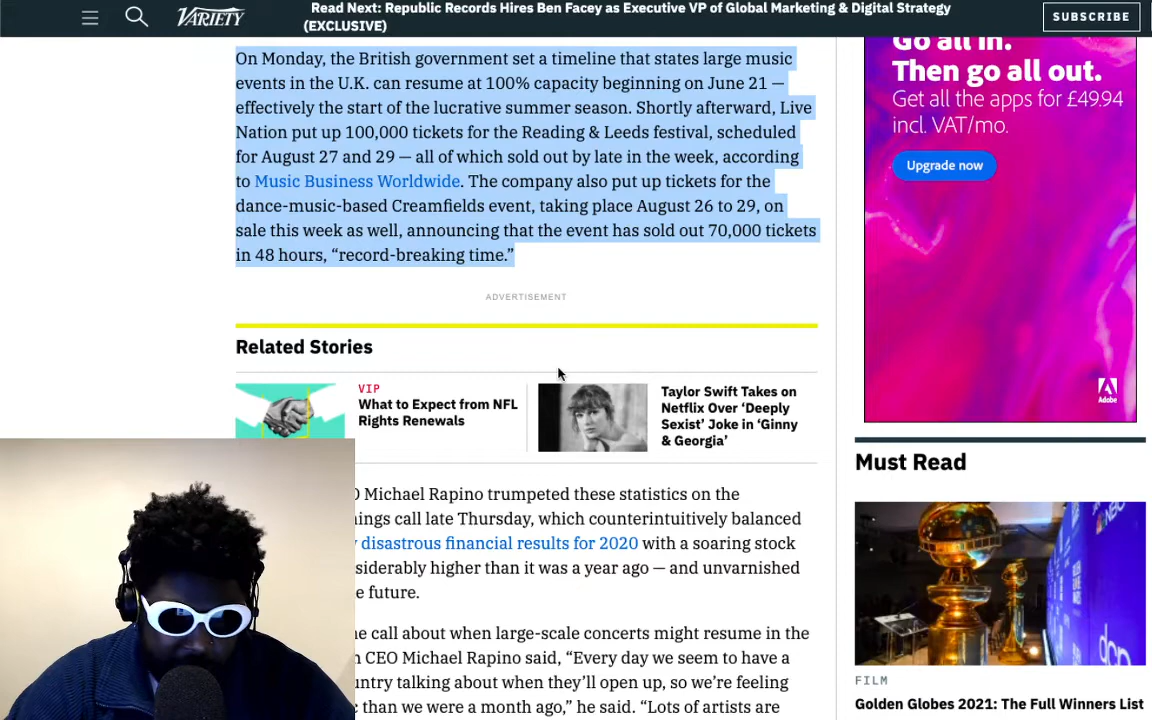 Read Next: Republic Records Hires Ben Facey as Executive VP of Global Marketing & Digital Strategy
(EXCLUSIVE)
VARIETY
SUBSCRIBE
On Monday, the British government set a timeline that states large music
events in the U.K. can resume at 100% capacity beginning on June 21 —
effectively the start of the lucrative summer season. Shortly afterward, Live
Nation put up 100,000 tickets for the Reading & Leeds festival, scheduled
for August 27 and 29 — all of which sold out by late in the week, according
to Music Business Worldwide. The company also put up tickets for the
dance-music-based Creamfields event, taking place August 26 to 29, on
sale this week as well, announcing that the event has sold out 70,000 tickets
in 48 hours, “record-breaking time.”
ADVERTISEMENT
Related Stories
VIP
What to Expect from NFL
Rights Renewals
Taylor Swift Takes on
Netflix Over ‘Deeply
Sexist’ Joke in ‘Ginny
& Georgia’
Michael Rapino trumpeted these statistics on the
call late Thursday, which counterintuitively balanced
disastrous financial results for 2020 with a soaring stock
higher than it was a year ago — and unvarnished
future.
call about when large-scale concerts might resume in the
CEO Michael Rapino said, “Every day we seem to have a
talking about when they’ll open up, so we’re feeling
than we were a month ago,” he said. “Lots of artists are
Go all in.
Then go all out.
Get all the apps for £49.94
incl. VAT/mo.
Upgrade now
Adobe
Must Read
FILM
Golden Globes 2021: The Full Winners List